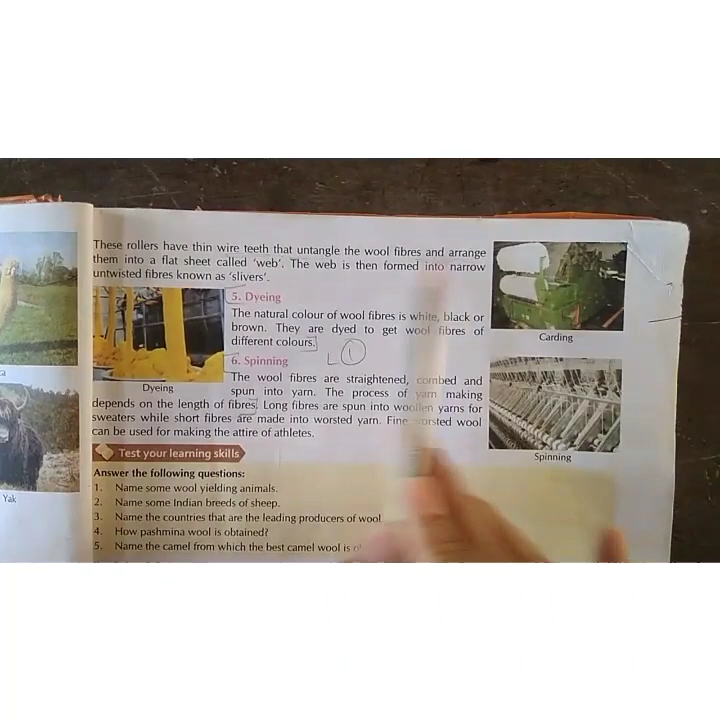 These rollers have thin wire teeth that untangle the wool fibres and arrange
them into a flat sheet called 'web'. The web is then formed into narrow
untwisted fibres known as 'slivers'.
5. Dyeing
The natural colour of wool fibres is white, black or
brown. They are dyed to get wool fibres of
different colours.
Carding
L 1
6. Spinning
The wool fibres are straightened, combed and
spun into yarn. The process of yarn making
Dyeing
depends on the length of fibres. Long fibres are spun into woollen yarns for
sweaters while short fibres are made into worsted yarn. Fine worsted wool
can be used for making the attire of athletes.
Spinning
Test your learning skills
Answer the following questions:
1. Name some wool yielding animals.
2. Name some Indian breeds of sheep.
3. Name the countries that are the leading producers of wool
4. How pashmina wool is obtained?
5. Name the camel from which the best camel wool is
Yak